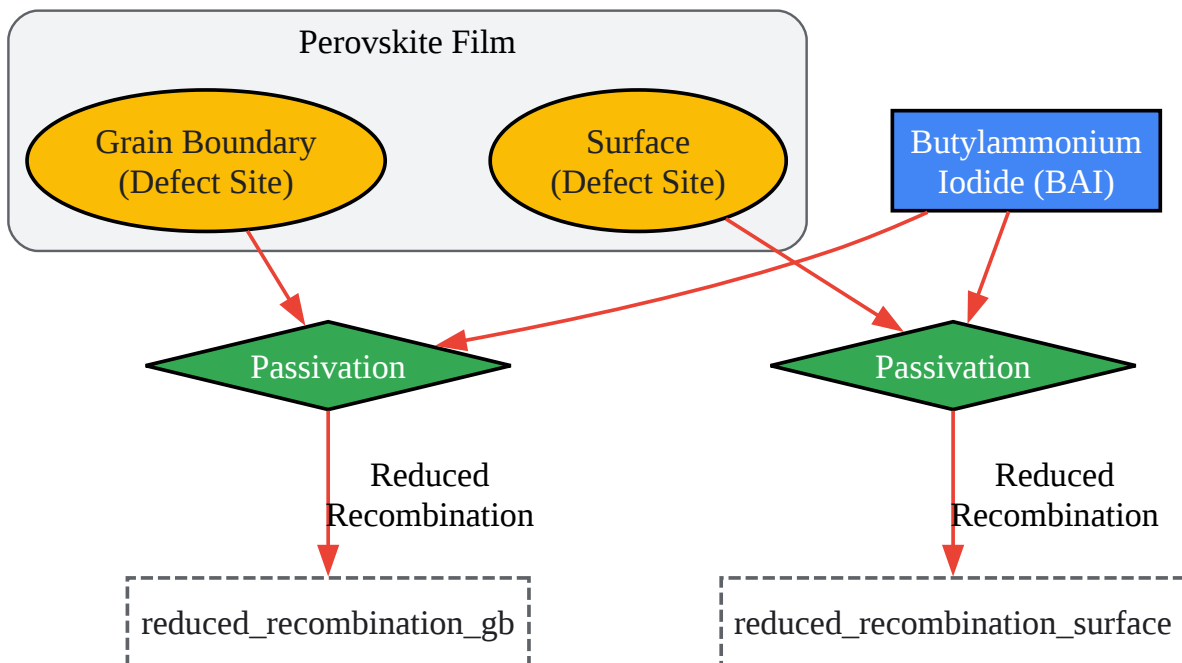 Perovskite Film
Grain Boundary
(Defect Site)
Surface
(Defect Site)
Butylammonium
Iodide (BAI)
Passivation
Passivation
Reduced
Recombination
Reduced
Recombination
reduced_recombination_gb
reduced_recombination_surface